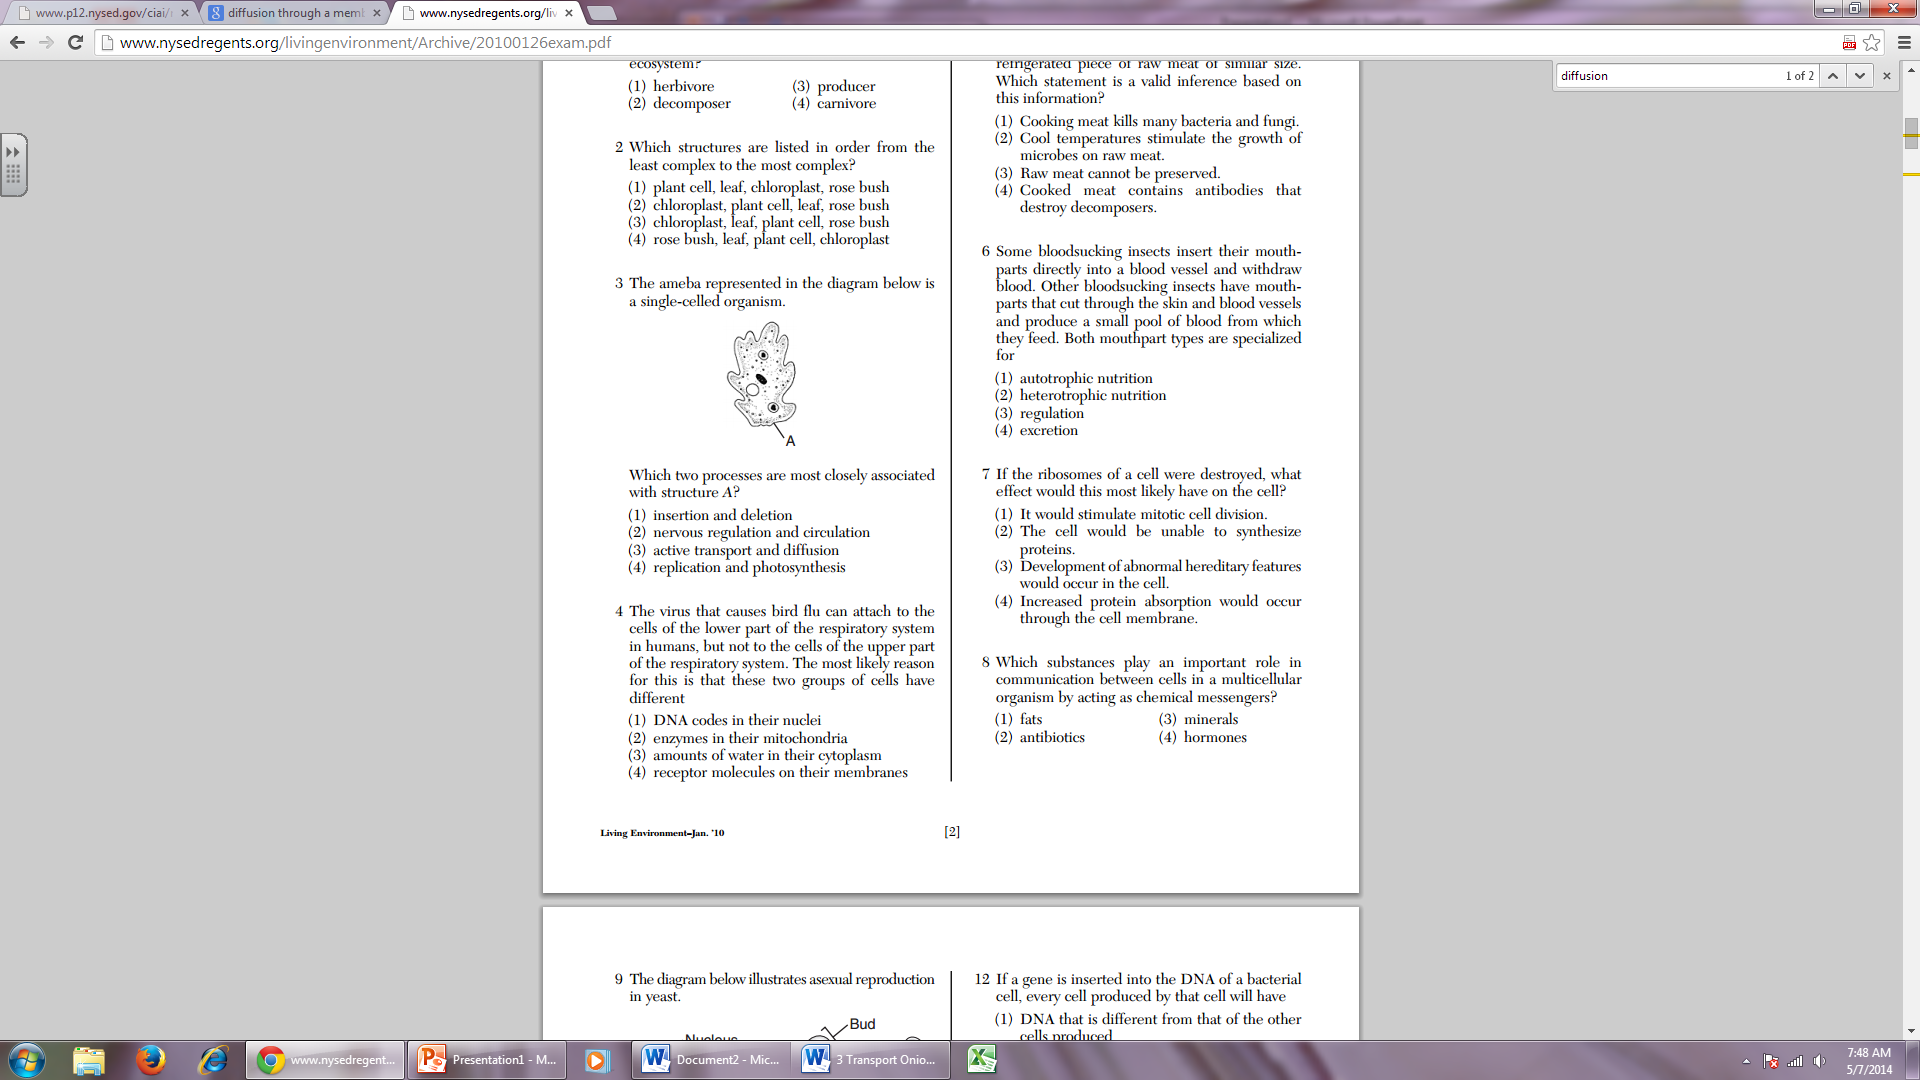 www.p12.nysed.gov/ciai/
diffusion through a mem
www.nysedregents.org/liv
www.nysedregents.org/livingenvironment/Archive/20100126exam.pdf
diffusion 1 of 2
ecosystem?
(1) herbivore (3) producer
(2) decomposer (4) carnivore
2 Which structures are listed in order from the
least complex to the most complex?
(1) plant cell, leaf, chloroplast, rose bush
(2) chloroplast, plant cell, leaf, rose bush
(3) chloroplast, leaf, plant cell, rose bush
(4) rose bush, leaf, plant cell, chloroplast
3 The ameba represented in the diagram below is
a single-celled organism.
A
Which two processes are most closely associated
with structure A?
(1) insertion and deletion
(2) nervous regulation and circulation
(3) active transport and diffusion
(4) replication and photosynthesis
4 The virus that causes bird flu can attach to the
cells of the lower part of the respiratory system
in humans, but not to the cells of the upper part
of the respiratory system. The most likely reason
for this is that these two groups of cells have
different
(1) DNA codes in their nuclei
(2) enzymes in their mitochondria
(3) amounts of water in their cytoplasm
(4) receptor molecules on their membranes
refrigerated piece of raw meat of similar size.
Which statement is a valid inference based on
this information?
(1) Cooking meat kills many bacteria and fungi.
(2) Cool temperatures stimulate the growth of
microbes on raw meat.
(3) Raw meat cannot be preserved.
(4) Cooked meat contains antibodies that
destroy decomposers.
6 Some bloodsucking insects insert their mouth-
parts directly into a blood vessel and withdraw
blood. Other bloodsucking insects have mouth-
parts that cut through the skin and blood vessels
and produce a small pool of blood from which
they feed. Both mouthpart types are specialized
for
(1) autotrophic nutrition
(2) heterotrophic nutrition
(3) regulation
(4) excretion
7 If the ribosomes of a cell were destroyed, what
effect would this most likely have on the cell?
(1) It would stimulate mitotic cell division.
(2) The cell would be unable to synthesize
proteins.
(3) Development of abnormal hereditary features
would occur in the cell.
(4) Increased protein absorption would occur
through the cell membrane.
8 Which substances play an important role in
communication between cells in a multicellular
organism by acting as chemical messengers?
(1) fats (3) minerals
(2) antibiotics (4) hormones
Living Environment–Jan. '10 [2]
9 The diagram below illustrates asexual reproduction
in yeast.
Bud
Nucleus
12 If a gene is inserted into the DNA of a bacterial
cell, every cell produced by that cell will have
(1) DNA that is different from that of the other
cells produced
www.nysedregent...
Presentation1 - M...
Document2 - Mic...
3 Transport Onio...
7:48 AM
5/7/2014